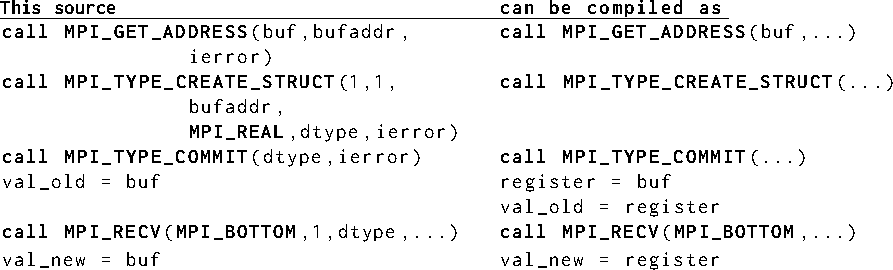 This source can be compiled as
call MPI_GET_ADDRESS(buf,bufaddr, call MPI_GET_ADDRESS(buf,...)
ierror)
call MPI_TYPE_CREATE_STRUCT(1,1, call MPI_TYPE_CREATE_STRUCT(...)
bufaddr,
MPI_REAL,dtype,ierror)
call MPI_TYPE_COMMIT(dtype,ierror) call MPI_TYPE_COMMIT(...)
val_old = buf register = buf
val_old = register
call MPI_RECV(MPI_BOTTOM,1,dtype,...) call MPI_RECV(MPI_BOTTOM,...)
val_new = buf val_new = register